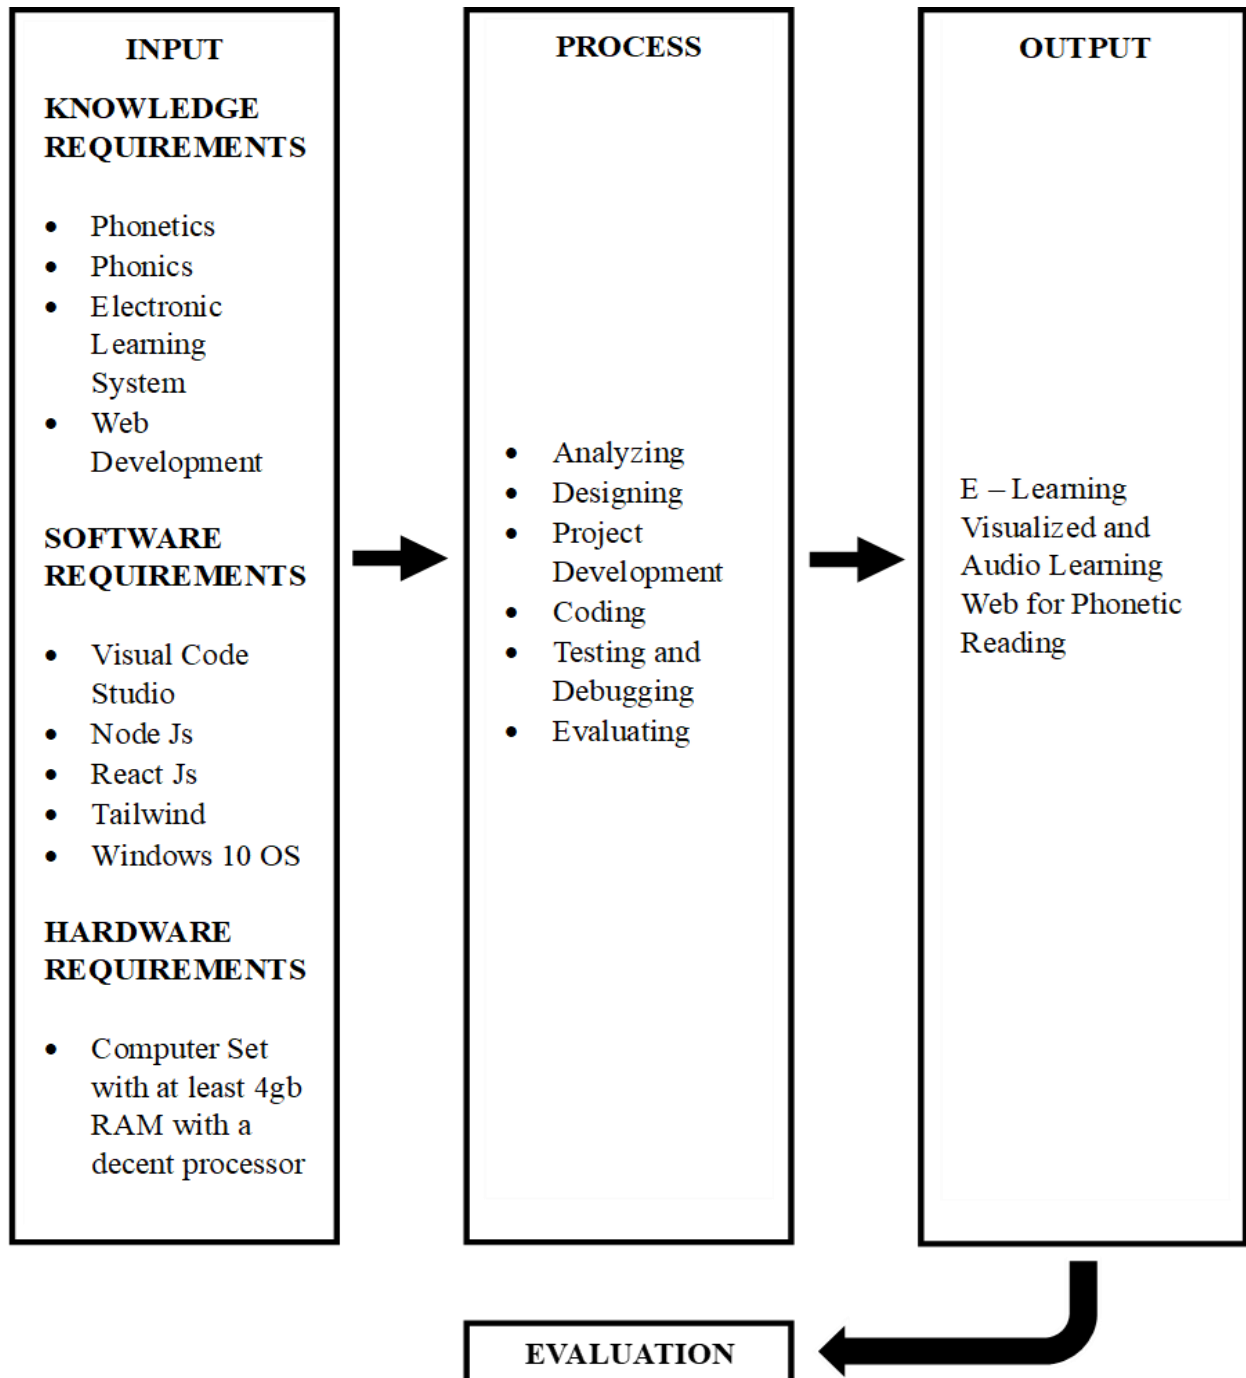 INPUT
KNOWLEDGE
REQUIREMENTS
• Phonetics
• Phonics
• Electronic
Learning
System
• Web
Development
SOFTWARE
REQUIREMENTS
• Visual Code
Studio
• Node Js
• React Js
• Tailwind
• Windows 10 OS
HARDWARE
REQUIREMENTS
• Computer Set
with at least 4gb
RAM with a
decent processor
PROCESS
• Analyzing
• Designing
• Project
Development
• Coding
• Testing and
Debugging
• Evaluating
OUTPUT
E – Learning
Visualized and
Audio Learning
Web for Phonetic
Reading
EVALUATION